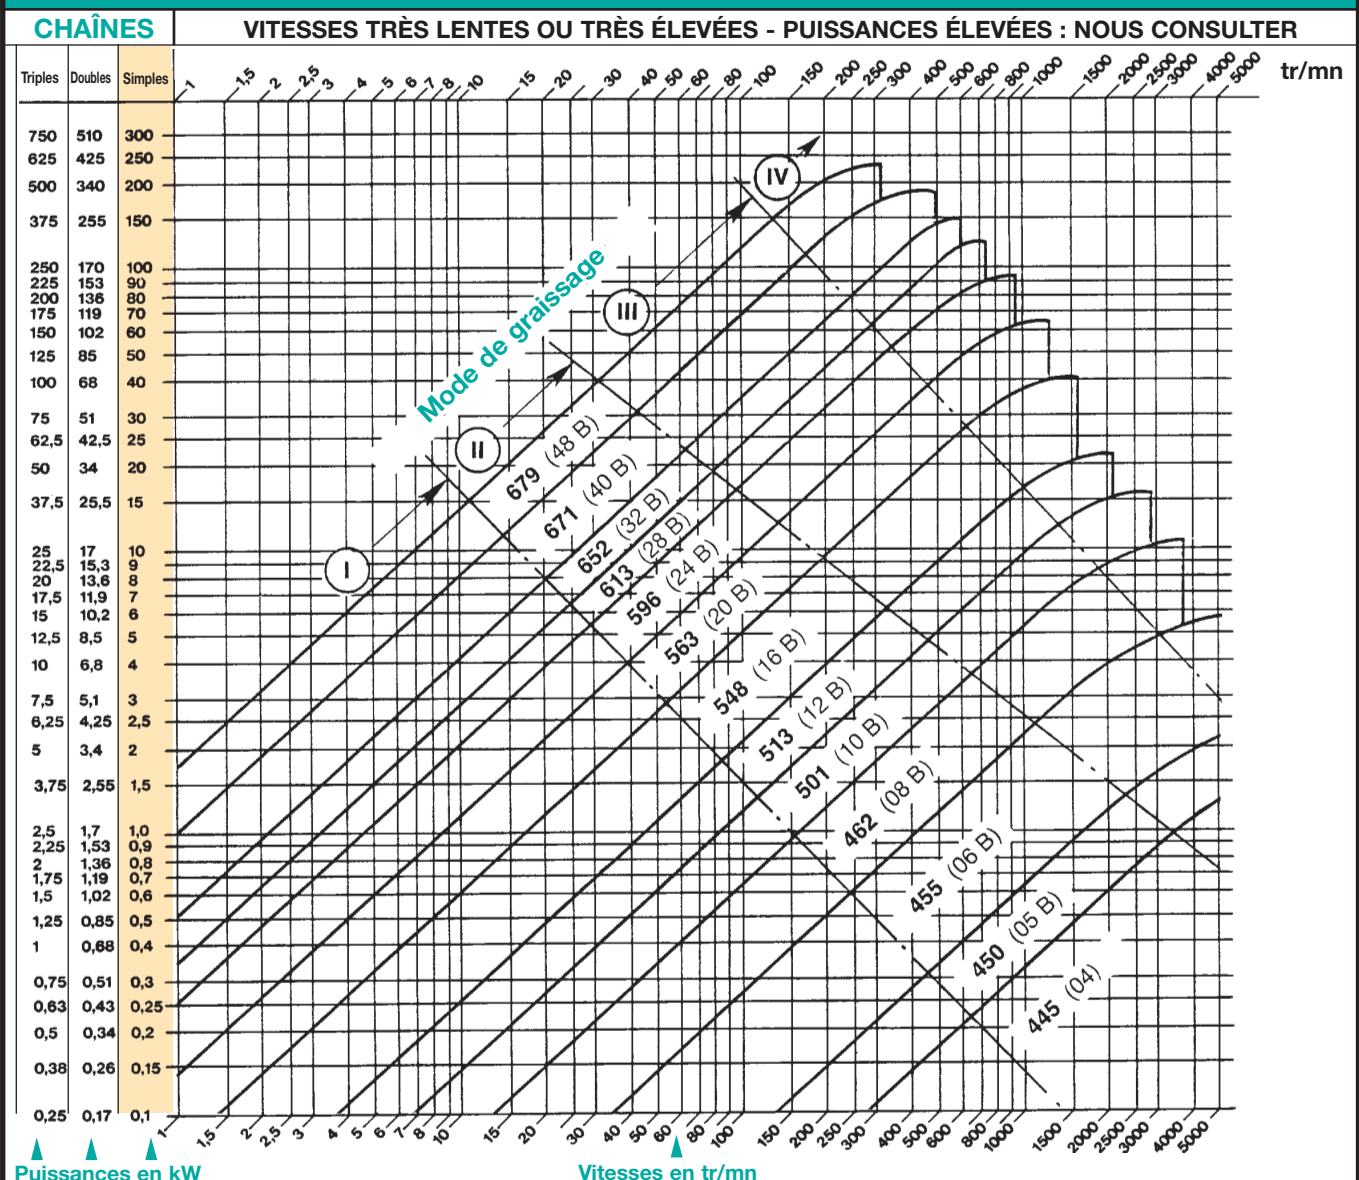 CHAÎNES VITESSES TRÈS LENTES OU TRÈS ÉLEVÉES - PUISSANCES ÉLEVÉES : NOUS CONSULTER
Triples Doubles Simples 1 1,5 2 2,5 3 4 5 6 7 8 10 15 20 30 40 50 60 80 100 150 200 250 300 400 500 600 800 1000 1500 2000 2500 3000 4000 5000 tr/mn
750 510 300
625 425 250
500 340 200
375 255 150
250 170 100
225 153 90
200 136 80
175 119 70
150 102 60
125 85 50
100 68 40
75 51 30
62,5 42,5 25
50 34 20
37,5 25,5 15
25 17 10
22,5 15,3 9
20 13,6 8
17,5 11,9 7
15 10,2 6
12,5 8,5 5
10 6,8 4
7,5 5,1 3
6,25 4,25 2,5
5 3,4 2
3,75 2,55 1,5
2,5 1,7 1,0
2,25 1,53 0,9
2 1,36 0,8
1,75 1,19 0,7
1,5 1,02 0,6
1,25 0,85 0,5
1 0,68 0,4
0,75 0,51 0,3
0,63 0,43 0,25
0,5 0,34 0,2
0,38 0,26 0,15
0,25 0,17 0,1
Mode de graissage
I
II
III
IV
679 (48 B)
671 (40 B)
652 (32 B)
613 (28 B)
596 (24 B)
563 (20 B)
548 (16 B)
513 (12 B)
501 (10 B)
462 (08 B)
455 (06 B)
450 (05 B)
445 (04)
1 1,5 2 2,5 3 4 5 6 7 8 10 15 20 30 40 50 60 80 100 150 200 250 300 400 500 600 800 1000 1500 2000 2500 3000 4000 5000
Puissances en kW Vitesses en tr/mn